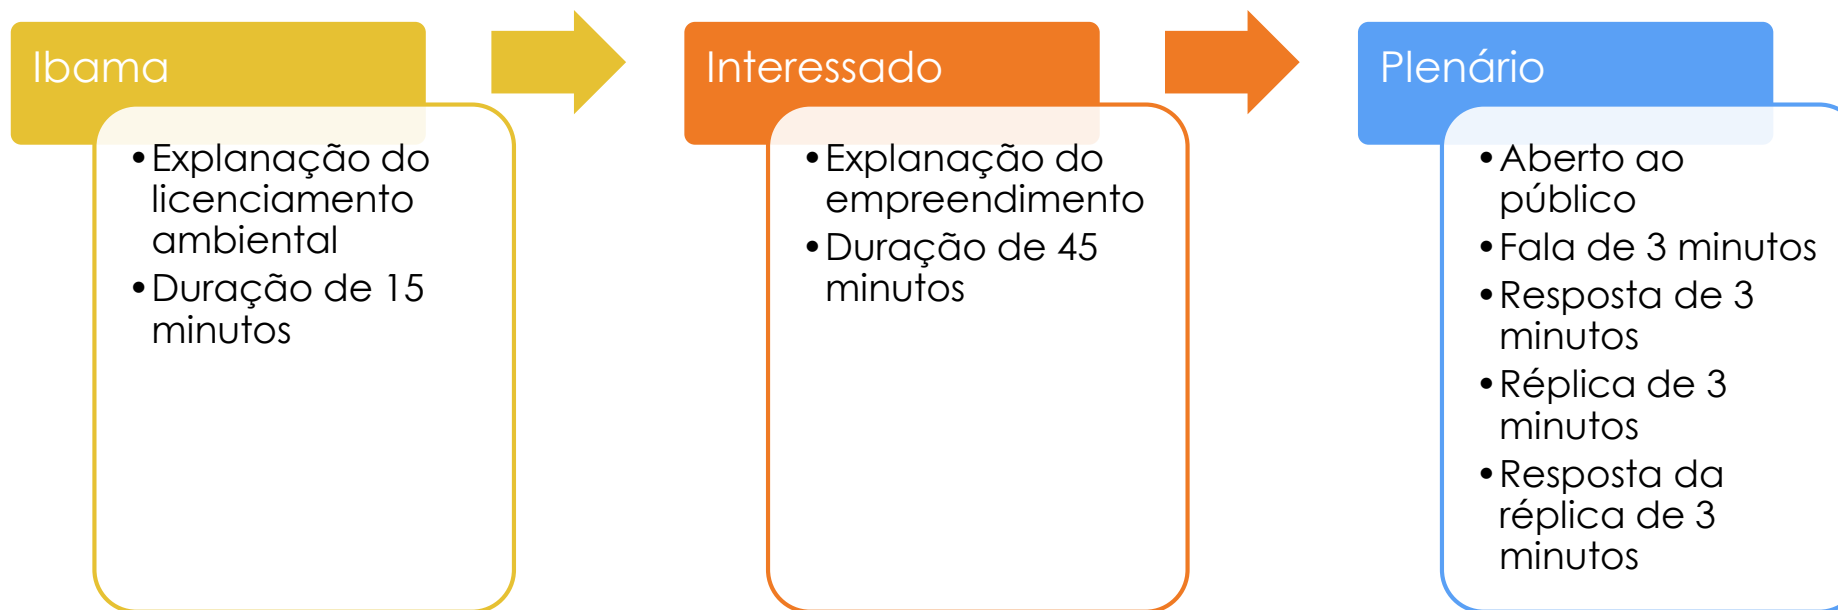 Ibama
•Explanação do
licenciamento
ambiental
•Duração de 15
minutos
Interessado
•Explanação do
empreendimento
•Duração de 45
minutos
Plenário
•Aberto ao
público
•Fala de 3 minutos
•Resposta de 3
minutos
•Réplica de 3
minutos
•Resposta da
réplica de 3
minutos